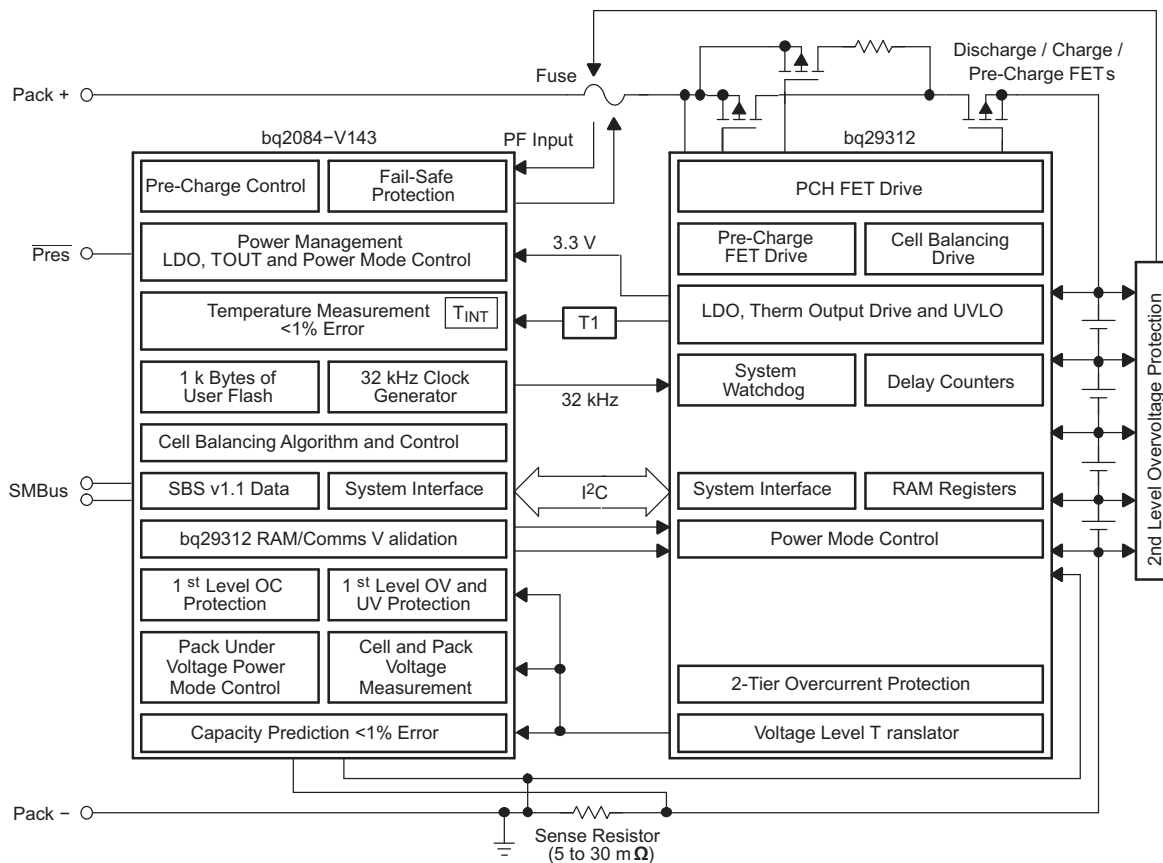 Discharge / Charge /
Pre-Charge FETs
Fuse
Pack +
bq2084−V143
PF Input
bq29312
Pre-Charge Control
Fail-Safe
Protection
PCH FET Drive
Pres
Power Management
LDO, TOUT and Power Mode Control
3.3 V
Pre-Charge
FET Drive
Cell Balancing
Drive
Temperature Measurement
<1% Error
TINT
T1
LDO, Therm Output Drive and UVLO
1 k Bytes of
User Flash
32 kHz Clock
Generator
32 kHz
System
Watchdog
Delay Counters
2nd Level Overvoltage Protection
Cell Balancing Algorithm and Control
SMBus
SBS v1.1 Data
System Interface
I2C
System Interface
RAM Registers
bq29312 RAM/Comms V alidation
Power Mode Control
1 st Level OC
Protection
1 st Level OV and
UV Protection
Pack Under
Voltage Power
Mode Control
Cell and Pack
Voltage
Measurement
2-Tier Overcurrent Protection
Capacity Prediction <1% Error
Voltage Level T ranslator
Pack −
Sense Resistor
(5 to 30 m Ω)